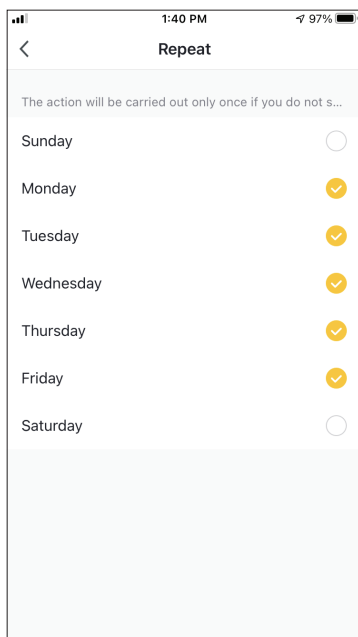 1:40 PM
97%
Repeat
The action will be carried out only once if you do not s...
Sunday
Monday
Tuesday
Wednesday
Thursday
Friday
Saturday